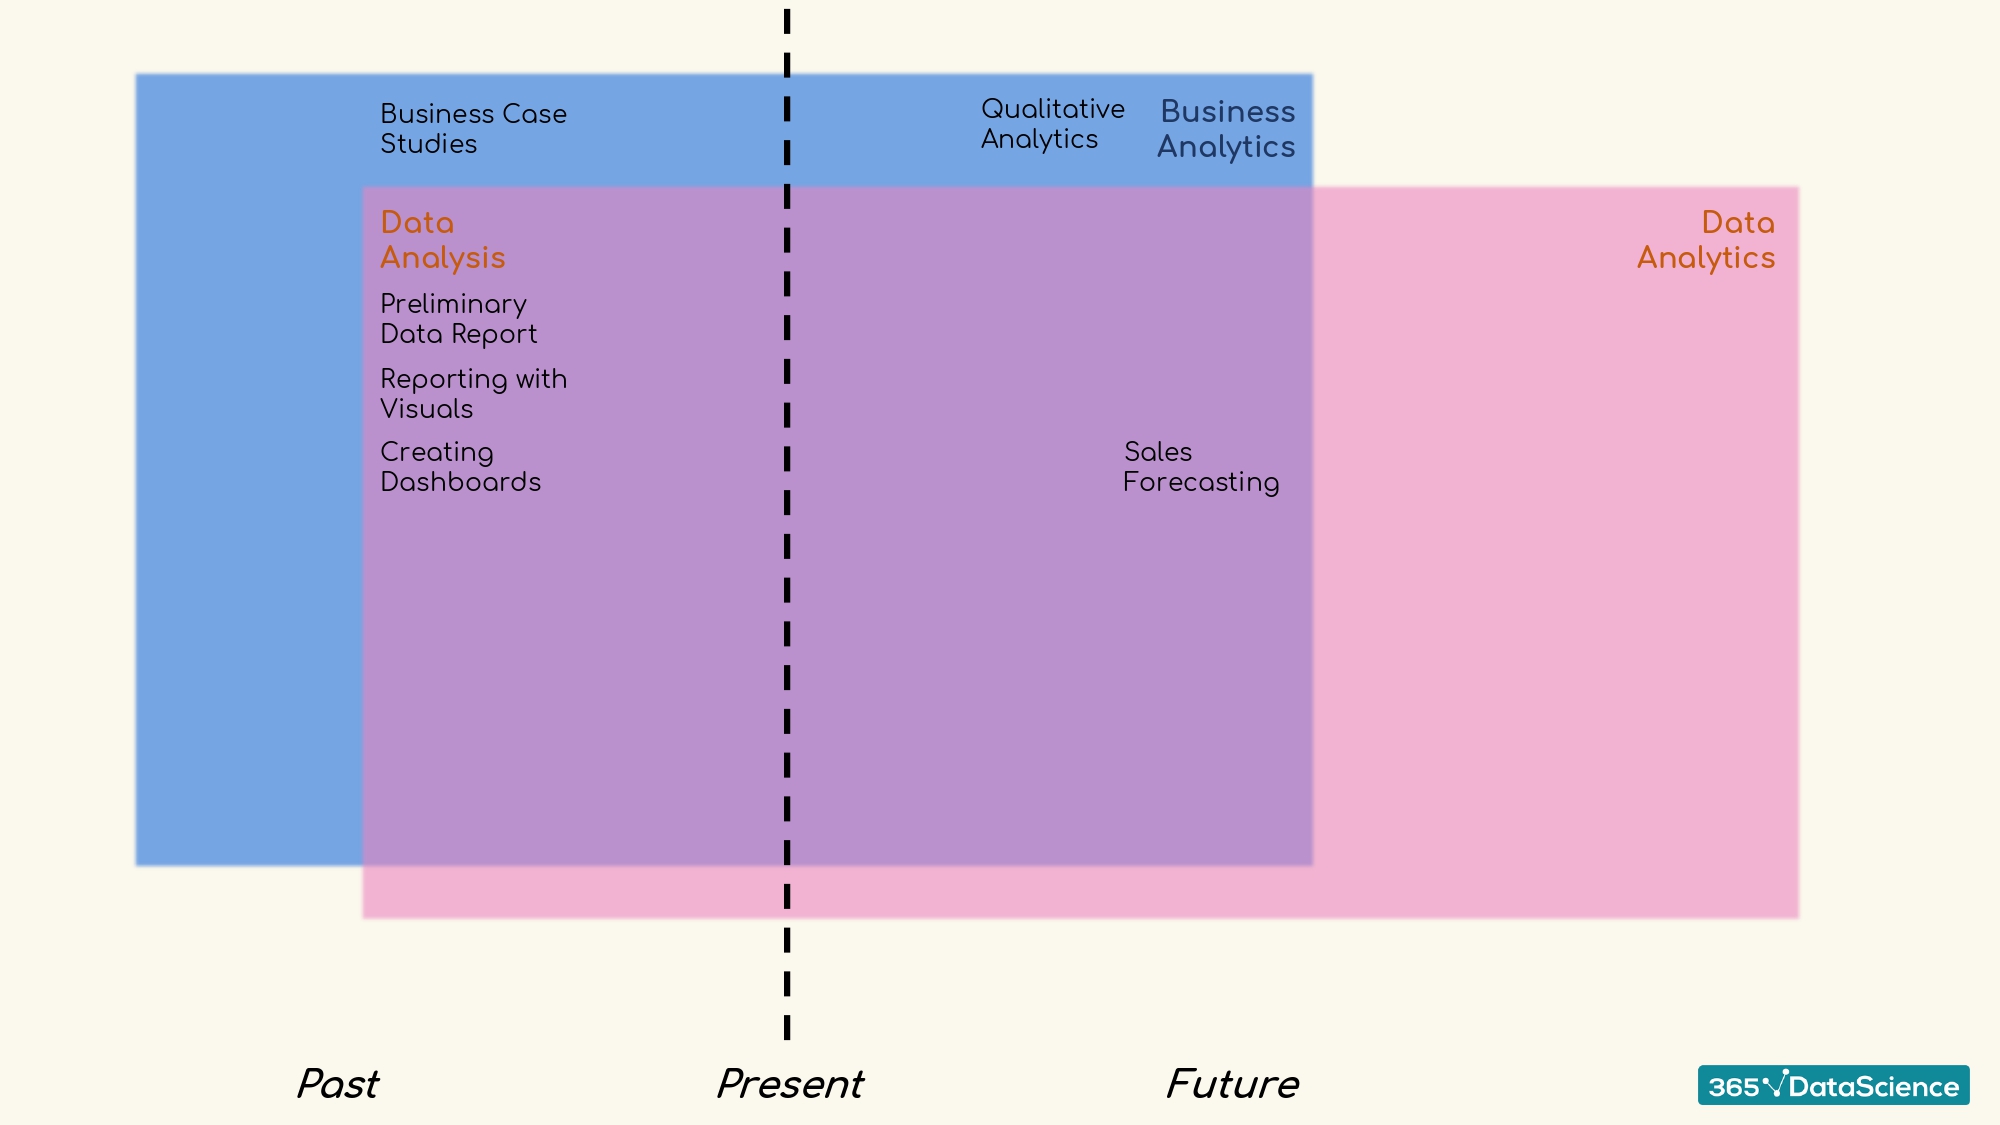 Business Case
Studies
Qualitative
Analytics
Business
Analytics
Data
Analysis
Data
Analytics
Preliminary
Data Report
Reporting with
Visuals
Creating
Dashboards
Sales
Forecasting
Past
Present
Future
365 DataScience